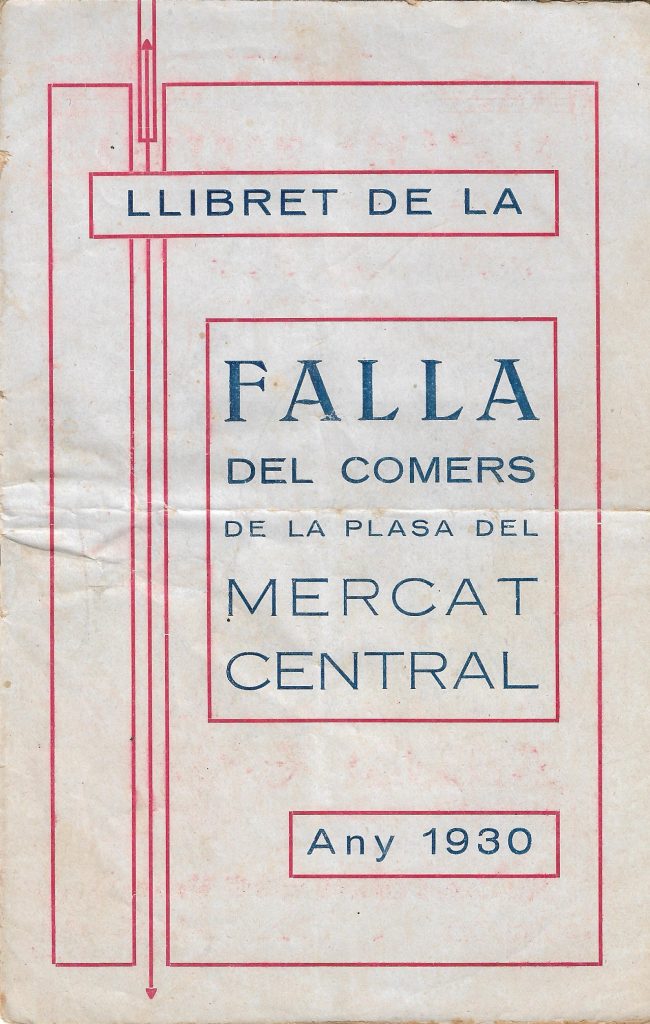 LLIBRET DE LA
FALLA
DEL COMERS
DE LA PLASA DEL
MERCAT
CENTRAL
Any 1930